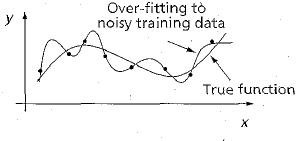 Over-fitting to
noisy training data
y
True function
x